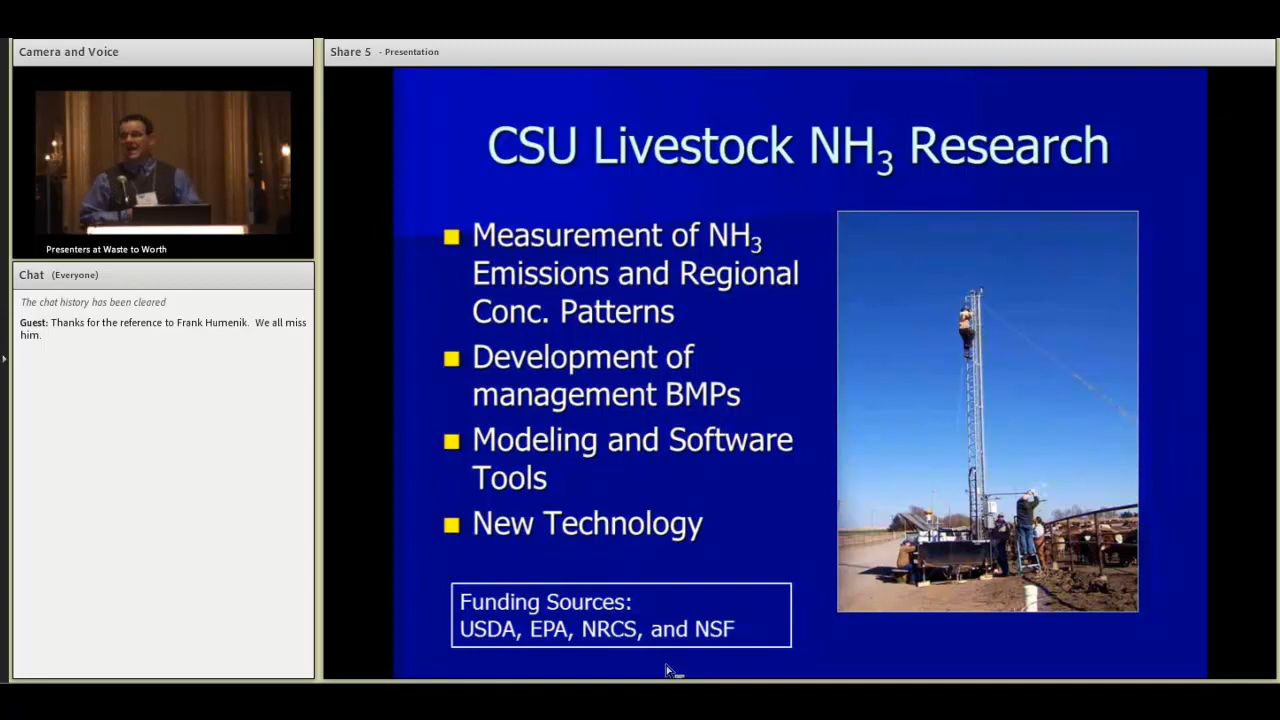 Camera and Voice
Presenters at Waste to Worth
Chat (Everyone)
The chat history has been cleared
Guest: Thanks for the reference to Frank Humenik. We all miss
him.
Share 5 - Presentation
CSU Livestock NH3 Research
Measurement of NH3
Emissions and Regional
Conc. Patterns
Development of
management BMPs
Modeling and Software
Tools
New Technology
Funding Sources:
USDA, EPA, NRCS, and NSF